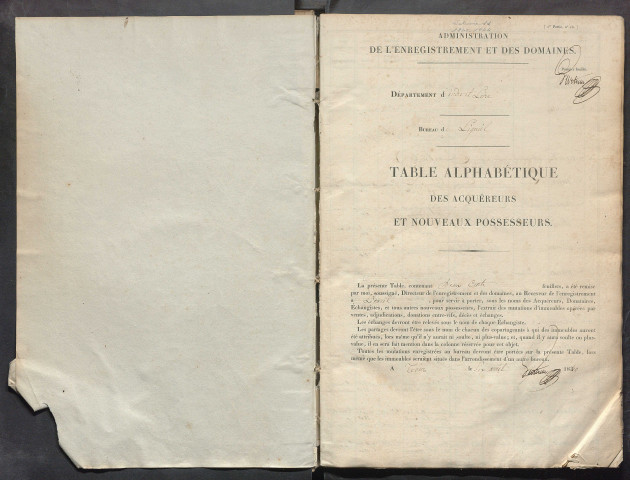 ADMINISTRATION
DE L'ENREGISTREMENT ET DES DOMAINES.
DÉPARTEMENT d
BUREAU d
TABLE ALPHABÉTIQUE
DES ACQUÉREURS
ET NOUVEAUX POSSESSEURS.
La présente Table, contenant feuillets, a été remise
par moi, soussigné, Directeur de l'enregistrement et des domaines, au Receveur de l'enregistrement
à pour servir à porter, sous les noms des Acquéreurs, Donataires,
Échangistes, et tous autres nouveaux possesseurs, l'extrait des mutations d'immeubles opérées par
ventes, adjudications, donations entre-vifs, décès et échanges.
Les échanges devront être relevés sous le nom de chaque Échangiste.
Les partages devront l'être sous le nom de chacun des copartageants à qui des immeubles auront
été attribués, lors même qu'il n'y aurait ni soulte, ni plus-value; et, quand il y aura soulte ou plus-
value, il en sera fait mention dans la colonne réservée pour cet objet.
Toutes les mutations enregistrées au bureau devront être portées sur la présente Table, lors
même que les immeubles seraient situés dans l'arrondissement d'un autre bureau.